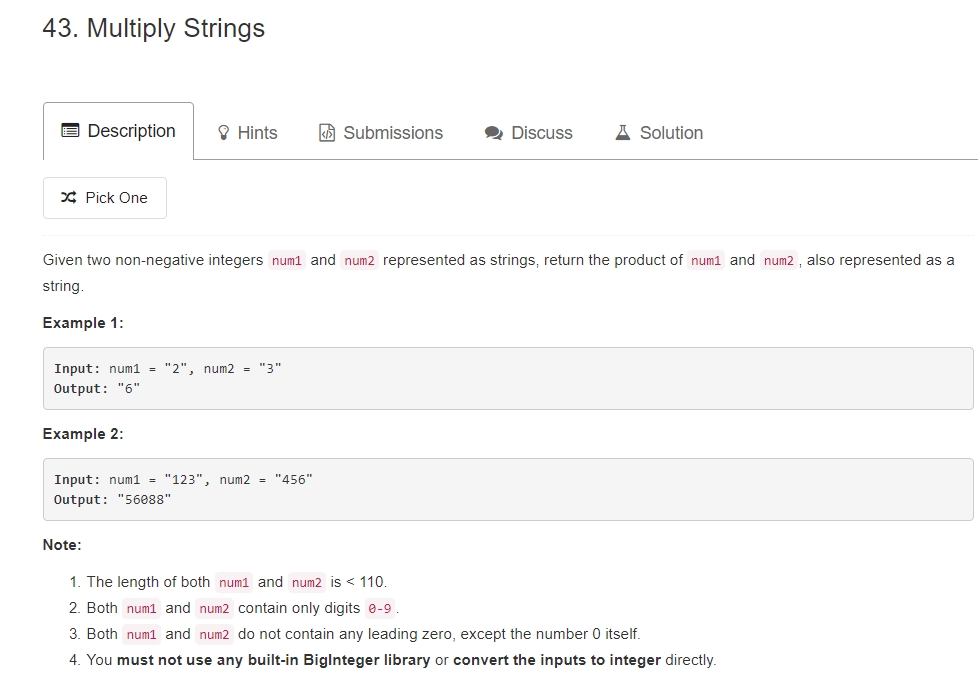 43. Multiply Strings
Description Hints Submissions Discuss Solution
Pick One
Given two non-negative integers num1 and num2 represented as strings, return the product of num1 and num2 , also represented as a
string.
Example 1:
Input: num1 = "2", num2 = "3"
Output: "6"
Example 2:
Input: num1 = "123", num2 = "456"
Output: "56088"
Note:
1. The length of both num1 and num2 is < 110.
2. Both num1 and num2 contain only digits 0-9 .
3. Both num1 and num2 do not contain any leading zero, except the number 0 itself.
4. You must not use any built-in BigInteger library or convert the inputs to integer directly.